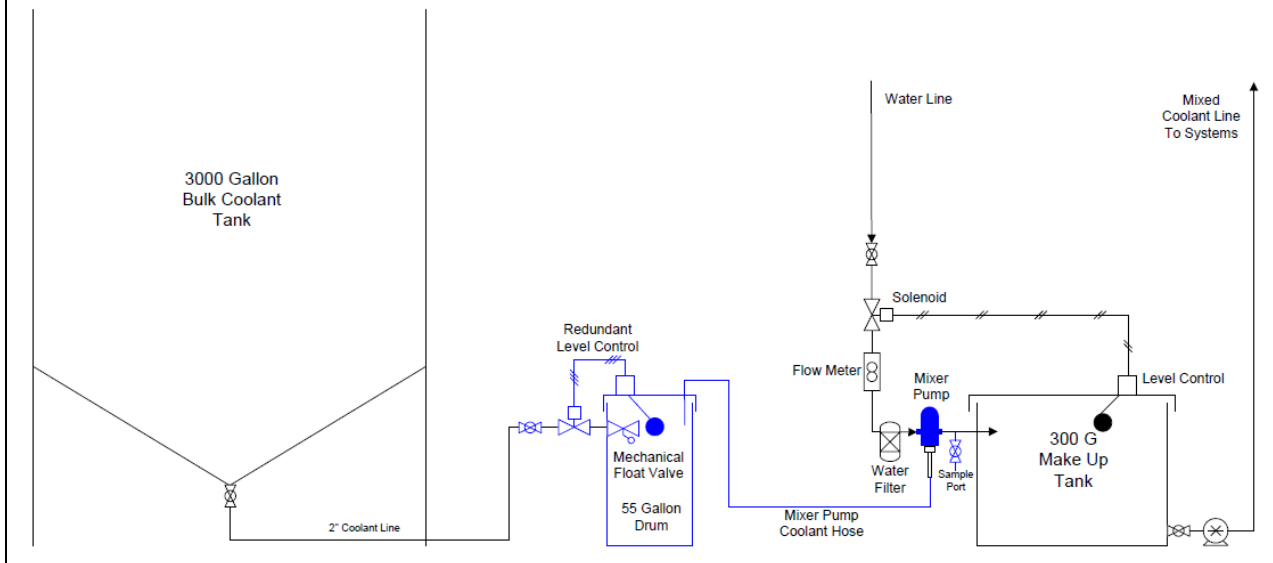 3000 Gallon
Bulk Coolant
Tank
2" Coolant Line
Redundant
Level Control
Mechanical
Float Valve
55 Gallon
Drum
Mixer Pump
Coolant Hose
Water Line
Solenoid
Flow Meter
Mixer
Pump
Water
Filter
Sample
Port
Level Control
300 G
Make Up
Tank
Mixed
Coolant Line
To Systems